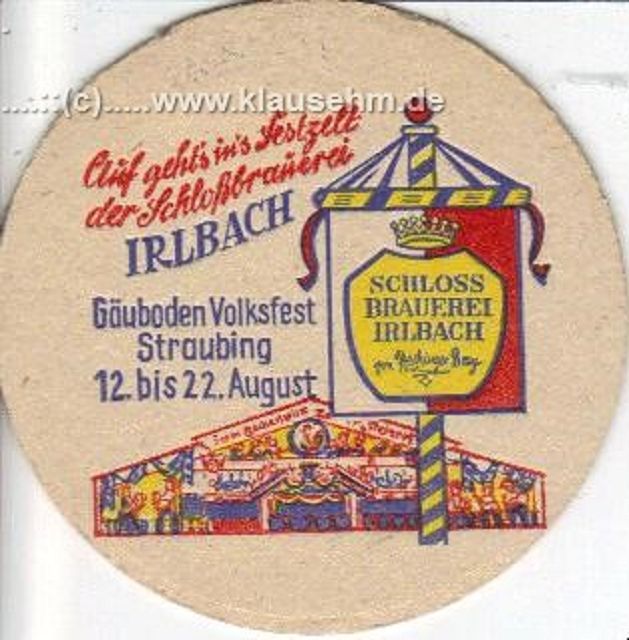 ...::(c).....www.klausehm.de
Auf geht's in's Festzelt
der Schloßbrauerei
IRLBACH
Gäuboden Volksfest
Straubing
12. bis 22. August
SCHLOSS
BRAUEREI
IRLBACH